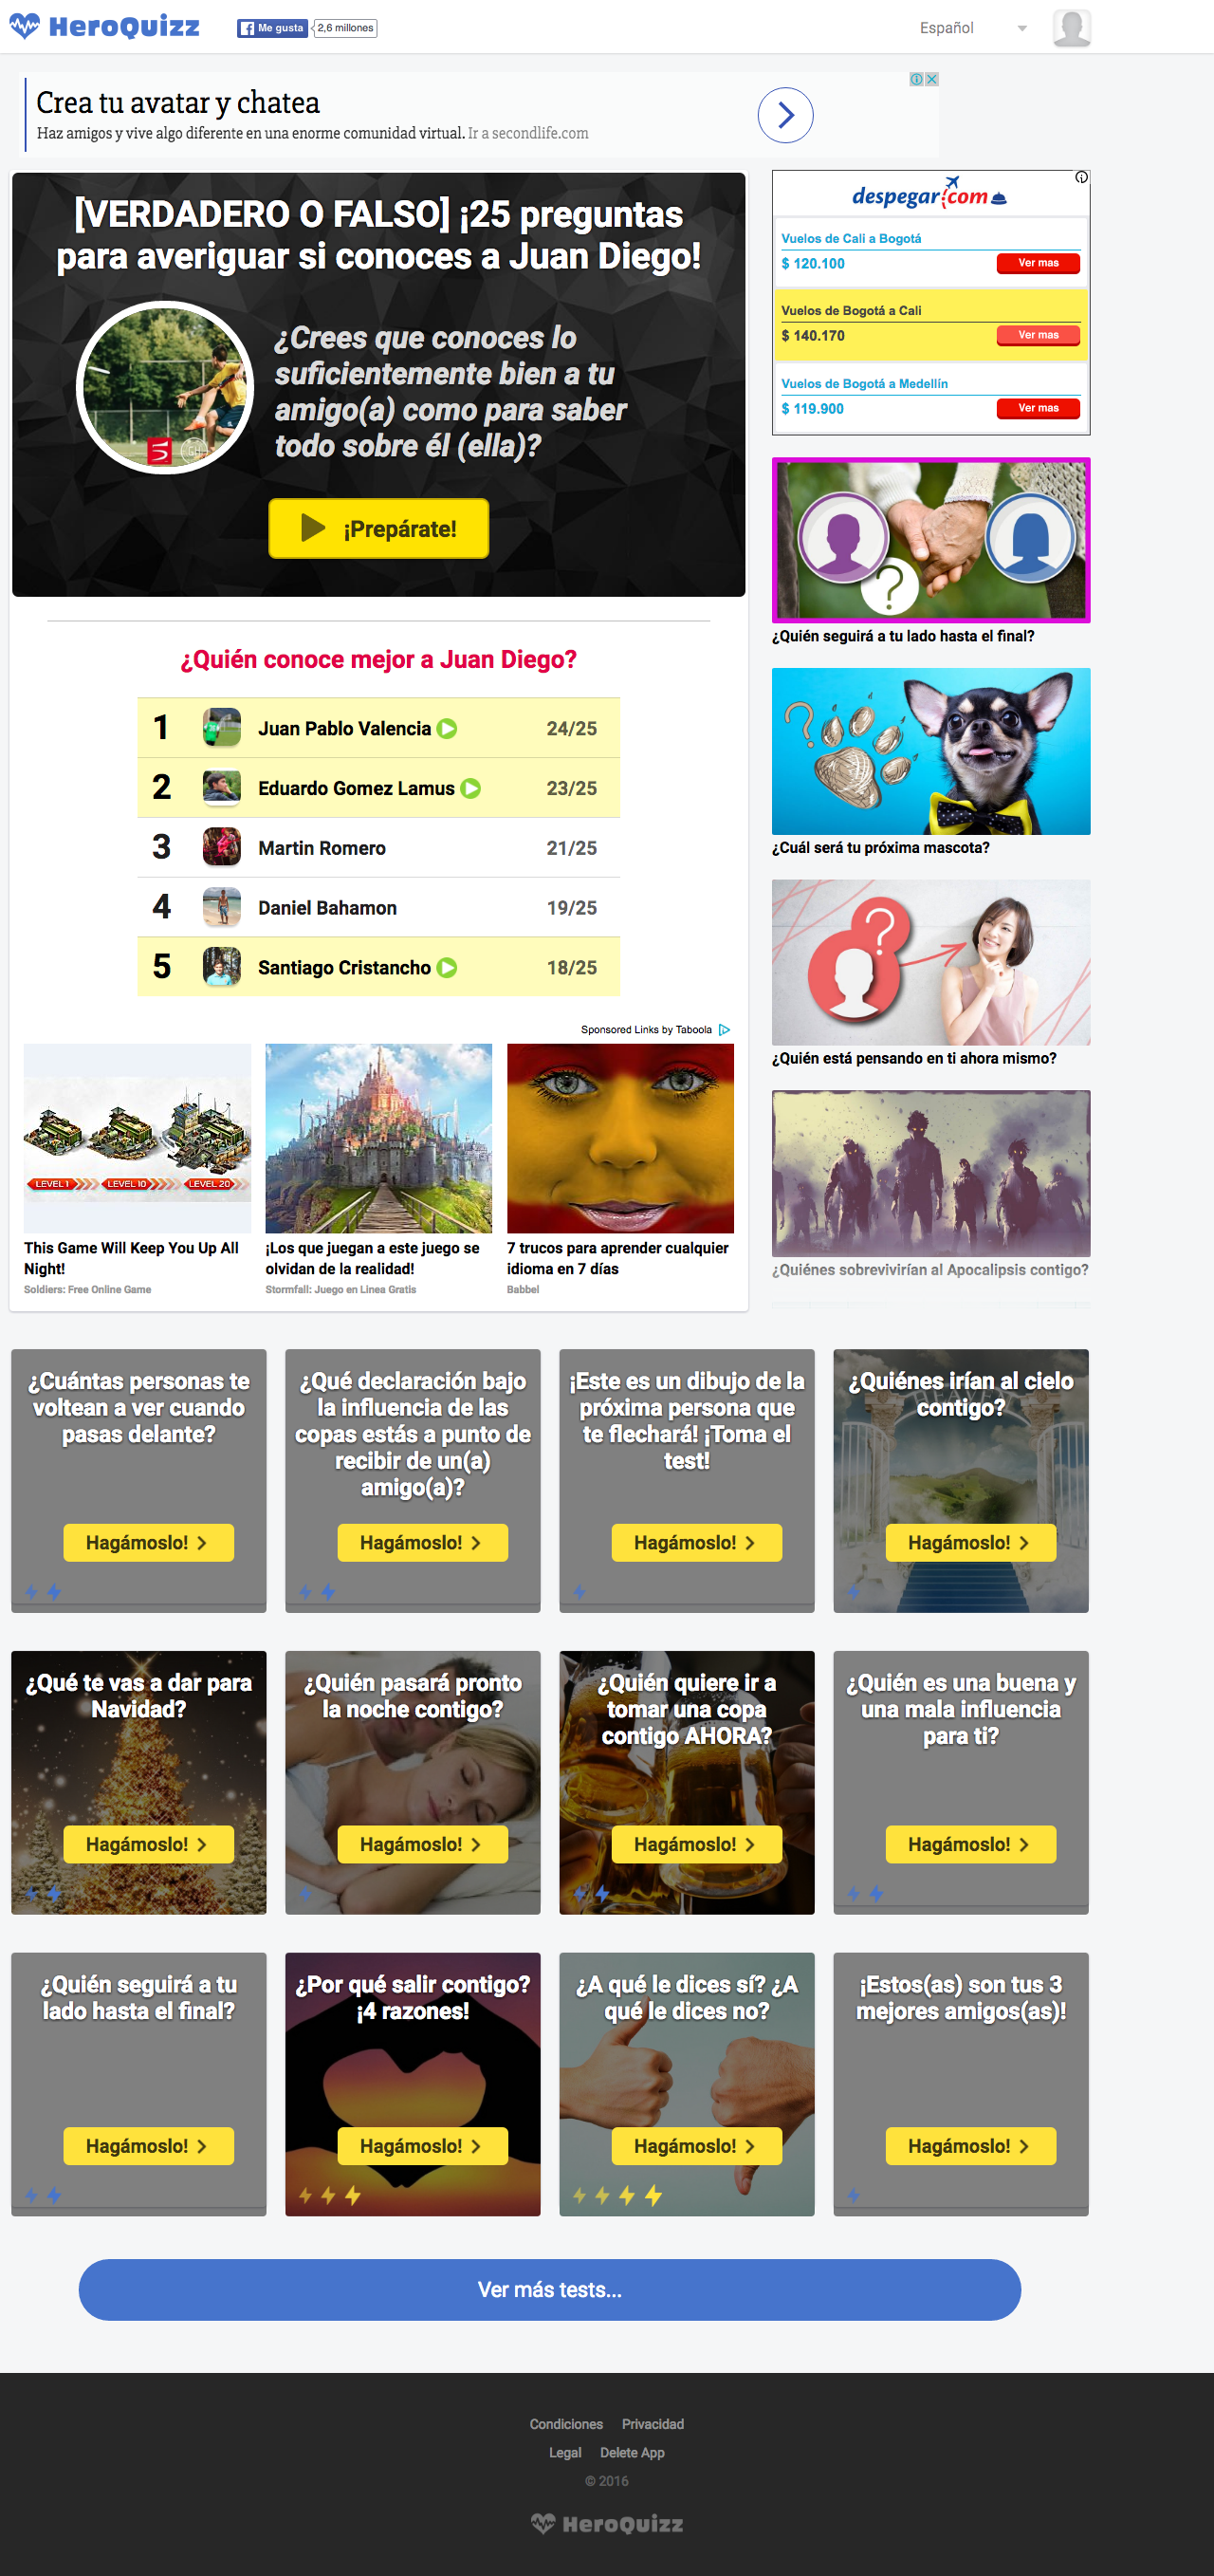 HeroQuizz
Me gusta
2,6 millones
Español
Crea tu avatar y chatea
Haz amigos y vive algo diferente en una enorme comunidad virtual. Ir a secondlife.com
[VERDADERO O FALSO] ¡25 preguntas
para averiguar si conoces a Juan Diego!
¿Crees que conoces lo
suficientemente bien a tu
amigo(a) como para saber
todo sobre él (ella)?
¡Prepárate!
¿Quién conoce mejor a Juan Diego?
1 Juan Pablo Valencia 24/25
2 Eduardo Gomez Lamus 23/25
3 Martin Romero 21/25
4 Daniel Bahamon 19/25
5 Santiago Cristancho 18/25
Sponsored Links by Taboola
LEVEL 1 LEVEL 10 LEVEL 20
This Game Will Keep You Up All
Night!
Soldiers: Free Online Game
¡Los que juegan a este juego se
olvidan de la realidad!
Stormfall: Juego en Linea Gratis
7 trucos para aprender cualquier
idioma en 7 días
Babbel
despegar.com
Vuelos de Cali a Bogotá
$ 120.100 Ver mas
Vuelos de Bogotá a Cali
$ 140.170 Ver mas
Vuelos de Bogotá a Medellín
$ 119.900 Ver mas
?
¿Quién seguirá a tu lado hasta el final?
?
¿Cuál será tu próxima mascota?
?
¿Quién está pensando en ti ahora mismo?
¿Quiénes sobrevivirían al Apocalipsis contigo?
¿Cuántas personas te
voltean a ver cuando
pasas delante?
Hagámoslo!
¿Qué declaración bajo
la influencia de las
copas estás a punto de
recibir de un(a)
amigo(a)?
Hagámoslo!
¡Este es un dibujo de la
próxima persona que
te flechará! ¡Toma el
test!
Hagámoslo!
¿Quiénes irían al cielo
contigo?
Hagámoslo!
¿Qué te vas a dar para
Navidad?
Hagámoslo!
¿Quién pasará pronto
la noche contigo?
Hagámoslo!
¿Quién quiere ir a
tomar una copa
contigo AHORA?
Hagámoslo!
¿Quién es una buena y
una mala influencia
para ti?
Hagámoslo!
¿Quién seguirá a tu
lado hasta el final?
Hagámoslo!
¿Por qué salir contigo?
¡4 razones!
Hagámoslo!
¿A qué le dices sí? ¿A
qué le dices no?
Hagámoslo!
¡Estos(as) son tus 3
mejores amigos(as)!
Hagámoslo!
Ver más tests...
Condiciones Privacidad
Legal Delete App
© 2016
HeroQuizz